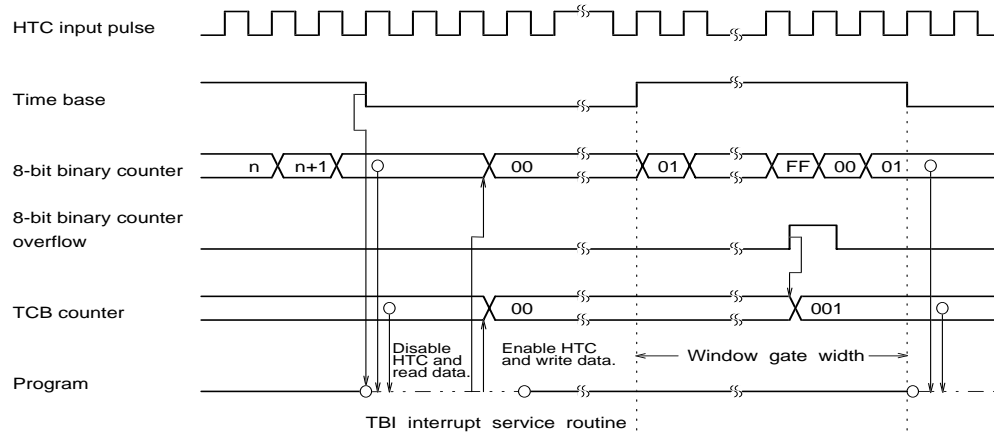 HTC input pulse
Time base
8-bit binary counter
n n+1 00 01 FF 00 01
8-bit binary counter
overflow
TCB counter
00 001
Disable
HTC and
read data.
Enable HTC
and write data.
Window gate width
Program
TBI interrupt service routine